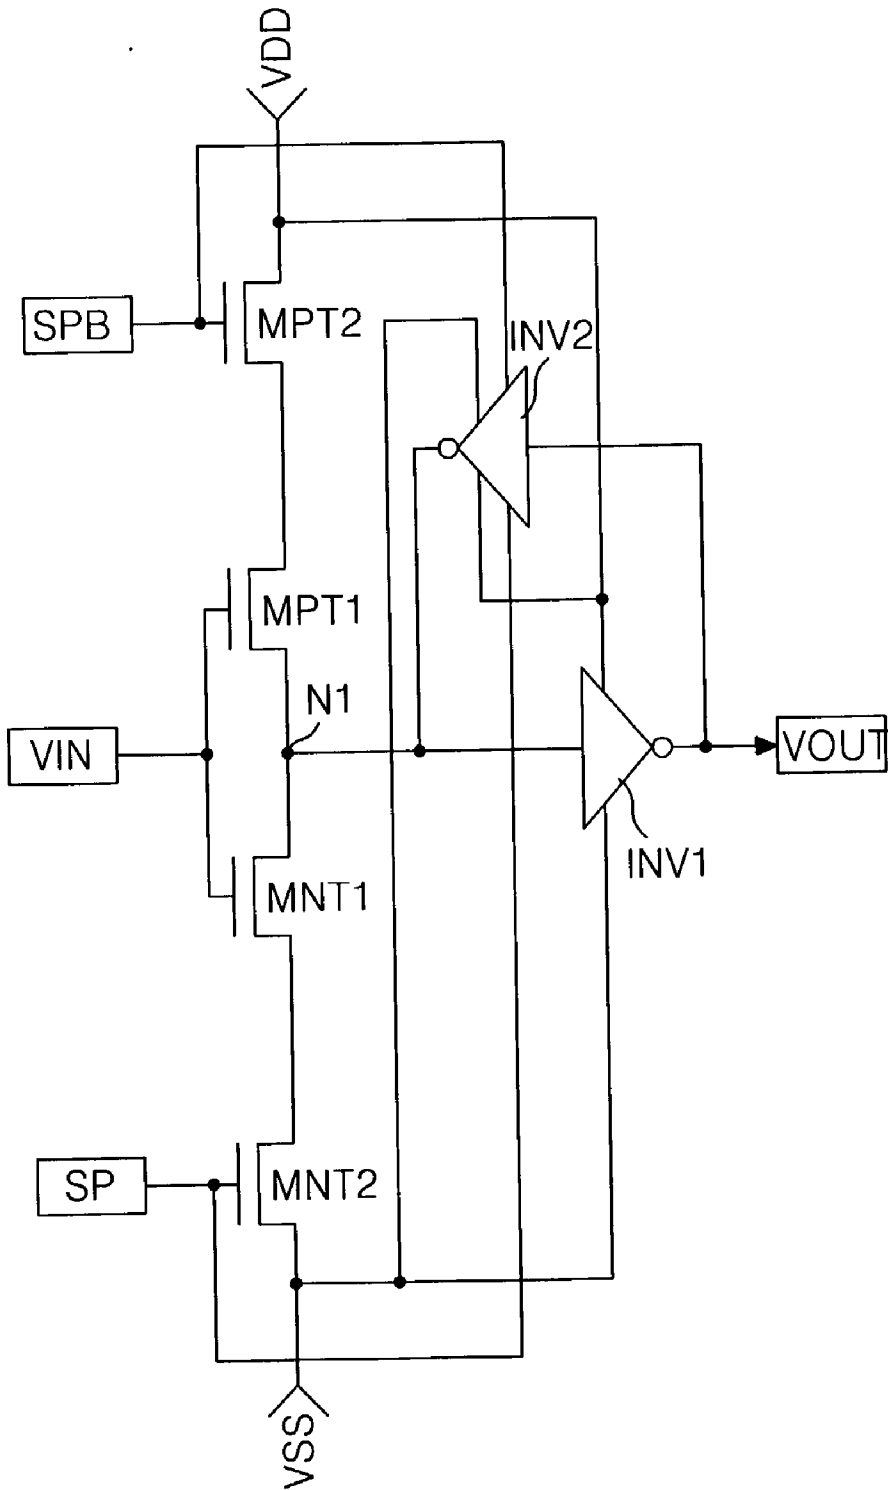 VDD
SPB
MPT2
INV2
MPT1
N1
VIN
VOUT
INV1
MNT1
SP
MNT2
VSS